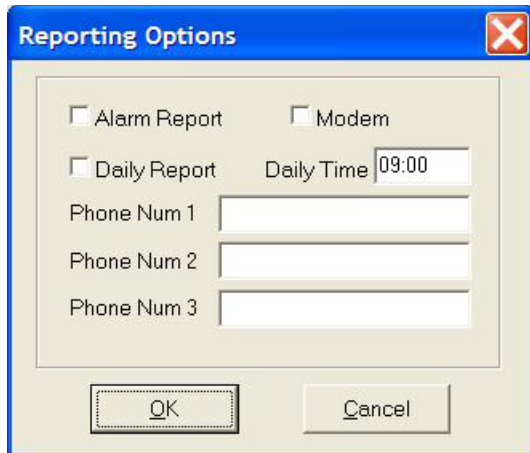 Reporting Options
Alarm Report Modem
Daily Report Daily Time 09:00
Phone Num 1
Phone Num 2
Phone Num 3
OK Cancel